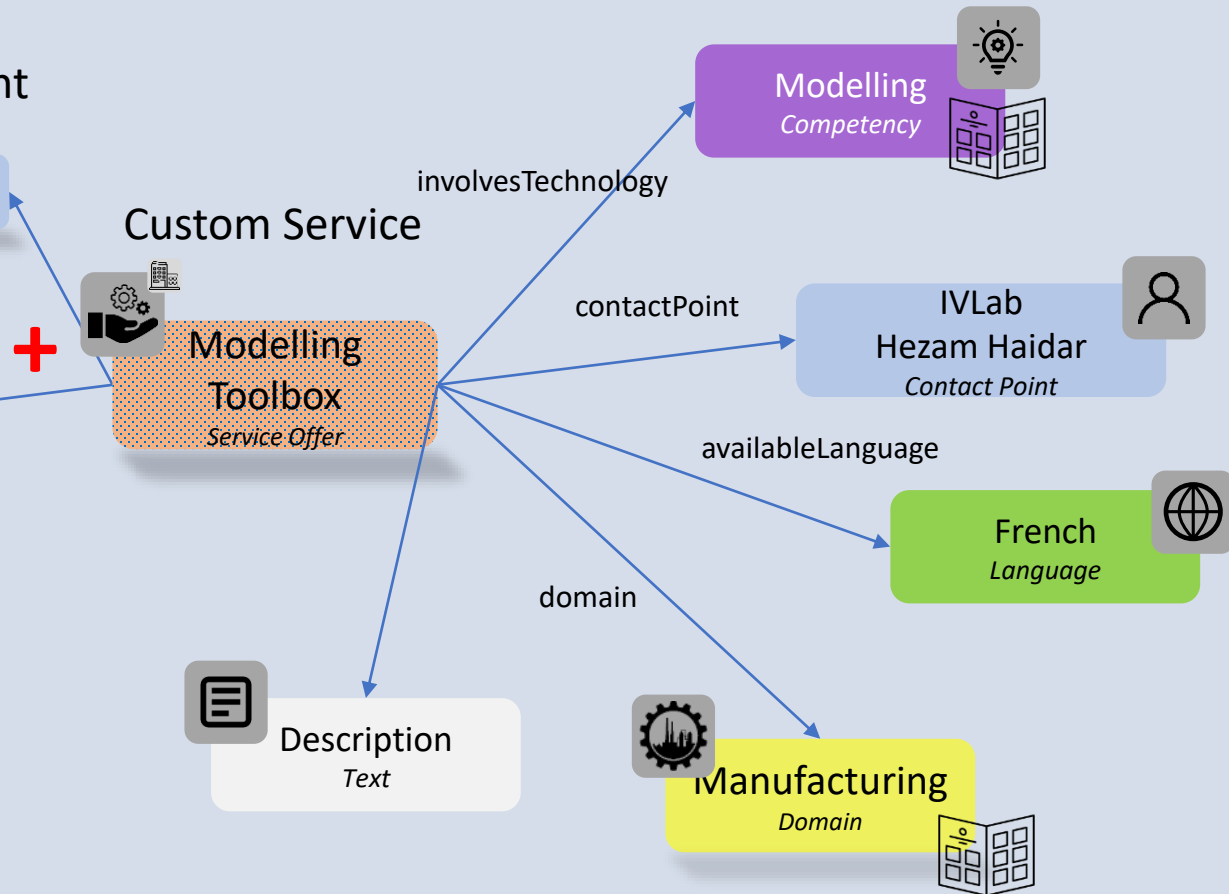 nt
Modelling
Competency
involvesTechnology
Custom Service
contactPoint
IVLab
Hezam Haidar
Contact Point
Modelling
Toolbox
Service Offer
availableLanguage
French
Language
domain
Description
Text
Manufacturing
Domain